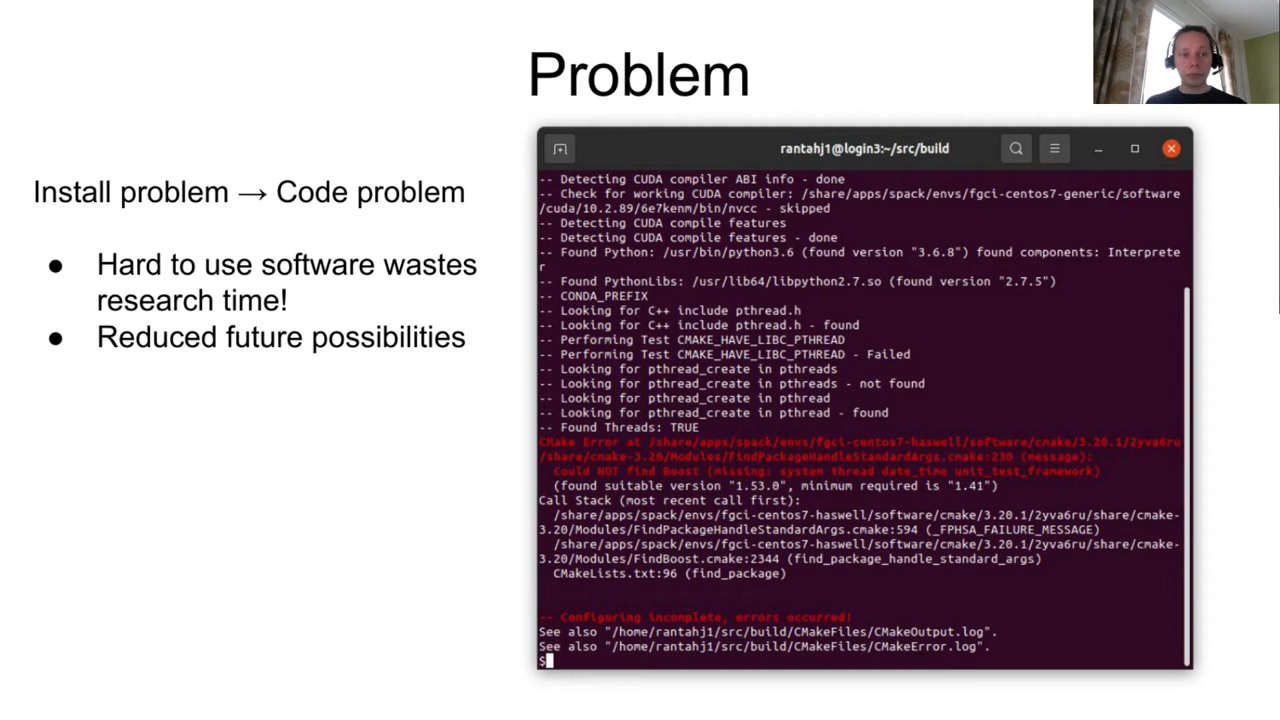 Problem
Install problem → Code problem
● Hard to use software wastes
research time!
● Reduced future possibilities
rantahj1@login3:~/src/build
-- Detecting CUDA compiler ABI info - done
-- Check for working CUDA compiler: /share/apps/spack/envs/fgci-centos7-generic/software
/cuda/10.2.89/6e7kenm/bin/nvcc - skipped
-- Detecting CUDA compile features
-- Detecting CUDA compile features - done
-- Found Python: /usr/bin/python3.6 (found version "3.6.8") found components: Interprete
r
-- Found PythonLibs: /usr/lib64/libpython2.7.so (found version "2.7.5")
-- CONDA_PREFIX
-- Looking for C++ include pthread.h
-- Looking for C++ include pthread.h - found
-- Performing Test CMAKE_HAVE_LIBC_PTHREAD
-- Performing Test CMAKE_HAVE_LIBC_PTHREAD - Failed
-- Looking for pthread_create in pthreads
-- Looking for pthread_create in pthreads - not found
-- Looking for pthread_create in pthread
-- Looking for pthread_create in pthread - found
-- Found Threads: TRUE
CMake Error at /share/apps/spack/envs/fgci-centos7-haswell/software/cmake/3.20.1/2yva6ru
/share/cmake-3.20/Modules/FindPackageHandleStandardArgs.cmake:230 (message):
Could NOT find Boost (missing: system thread date_time unit_test_framework)
(found suitable version "1.53.0", minimum required is "1.41")
Call Stack (most recent call first):
/share/apps/spack/envs/fgci-centos7-haswell/software/cmake/3.20.1/2yva6ru/share/cmake-
3.20/Modules/FindPackageHandleStandardArgs.cmake:594 (_FPHSA_FAILURE_MESSAGE)
/share/apps/spack/envs/fgci-centos7-haswell/software/cmake/3.20.1/2yva6ru/share/cmake-
3.20/Modules/FindBoost.cmake:2344 (find_package_handle_standard_args)
CMakeLists.txt:96 (find_package)
-- Configuring incomplete, errors occurred!
See also "/home/rantahj1/src/build/CMakeFiles/CMakeOutput.log".
See also "/home/rantahj1/src/build/CMakeFiles/CMakeError.log".
$